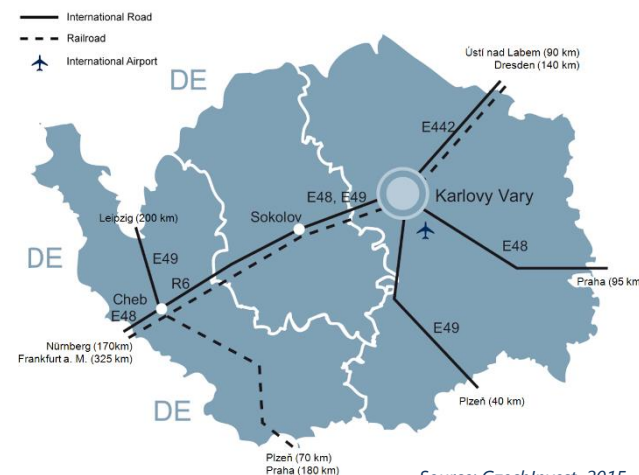 International Road
Railroad
International Airport
DE
Ústí nad Labem (90 km)
Dresden (140 km)
E442
E48, E49
Karlovy Vary
Sokolov
Leipzig (200 km)
E49
E48
DE
R6
Praha (95 km
Cheb
E48
E49
Nürnberg (170km)
Frankfurt a. M. (325 km)
DE
Plzeň (40 km)
Plzeň (70 km)
Praha (180 km)
Source: CzechInvest, 2015